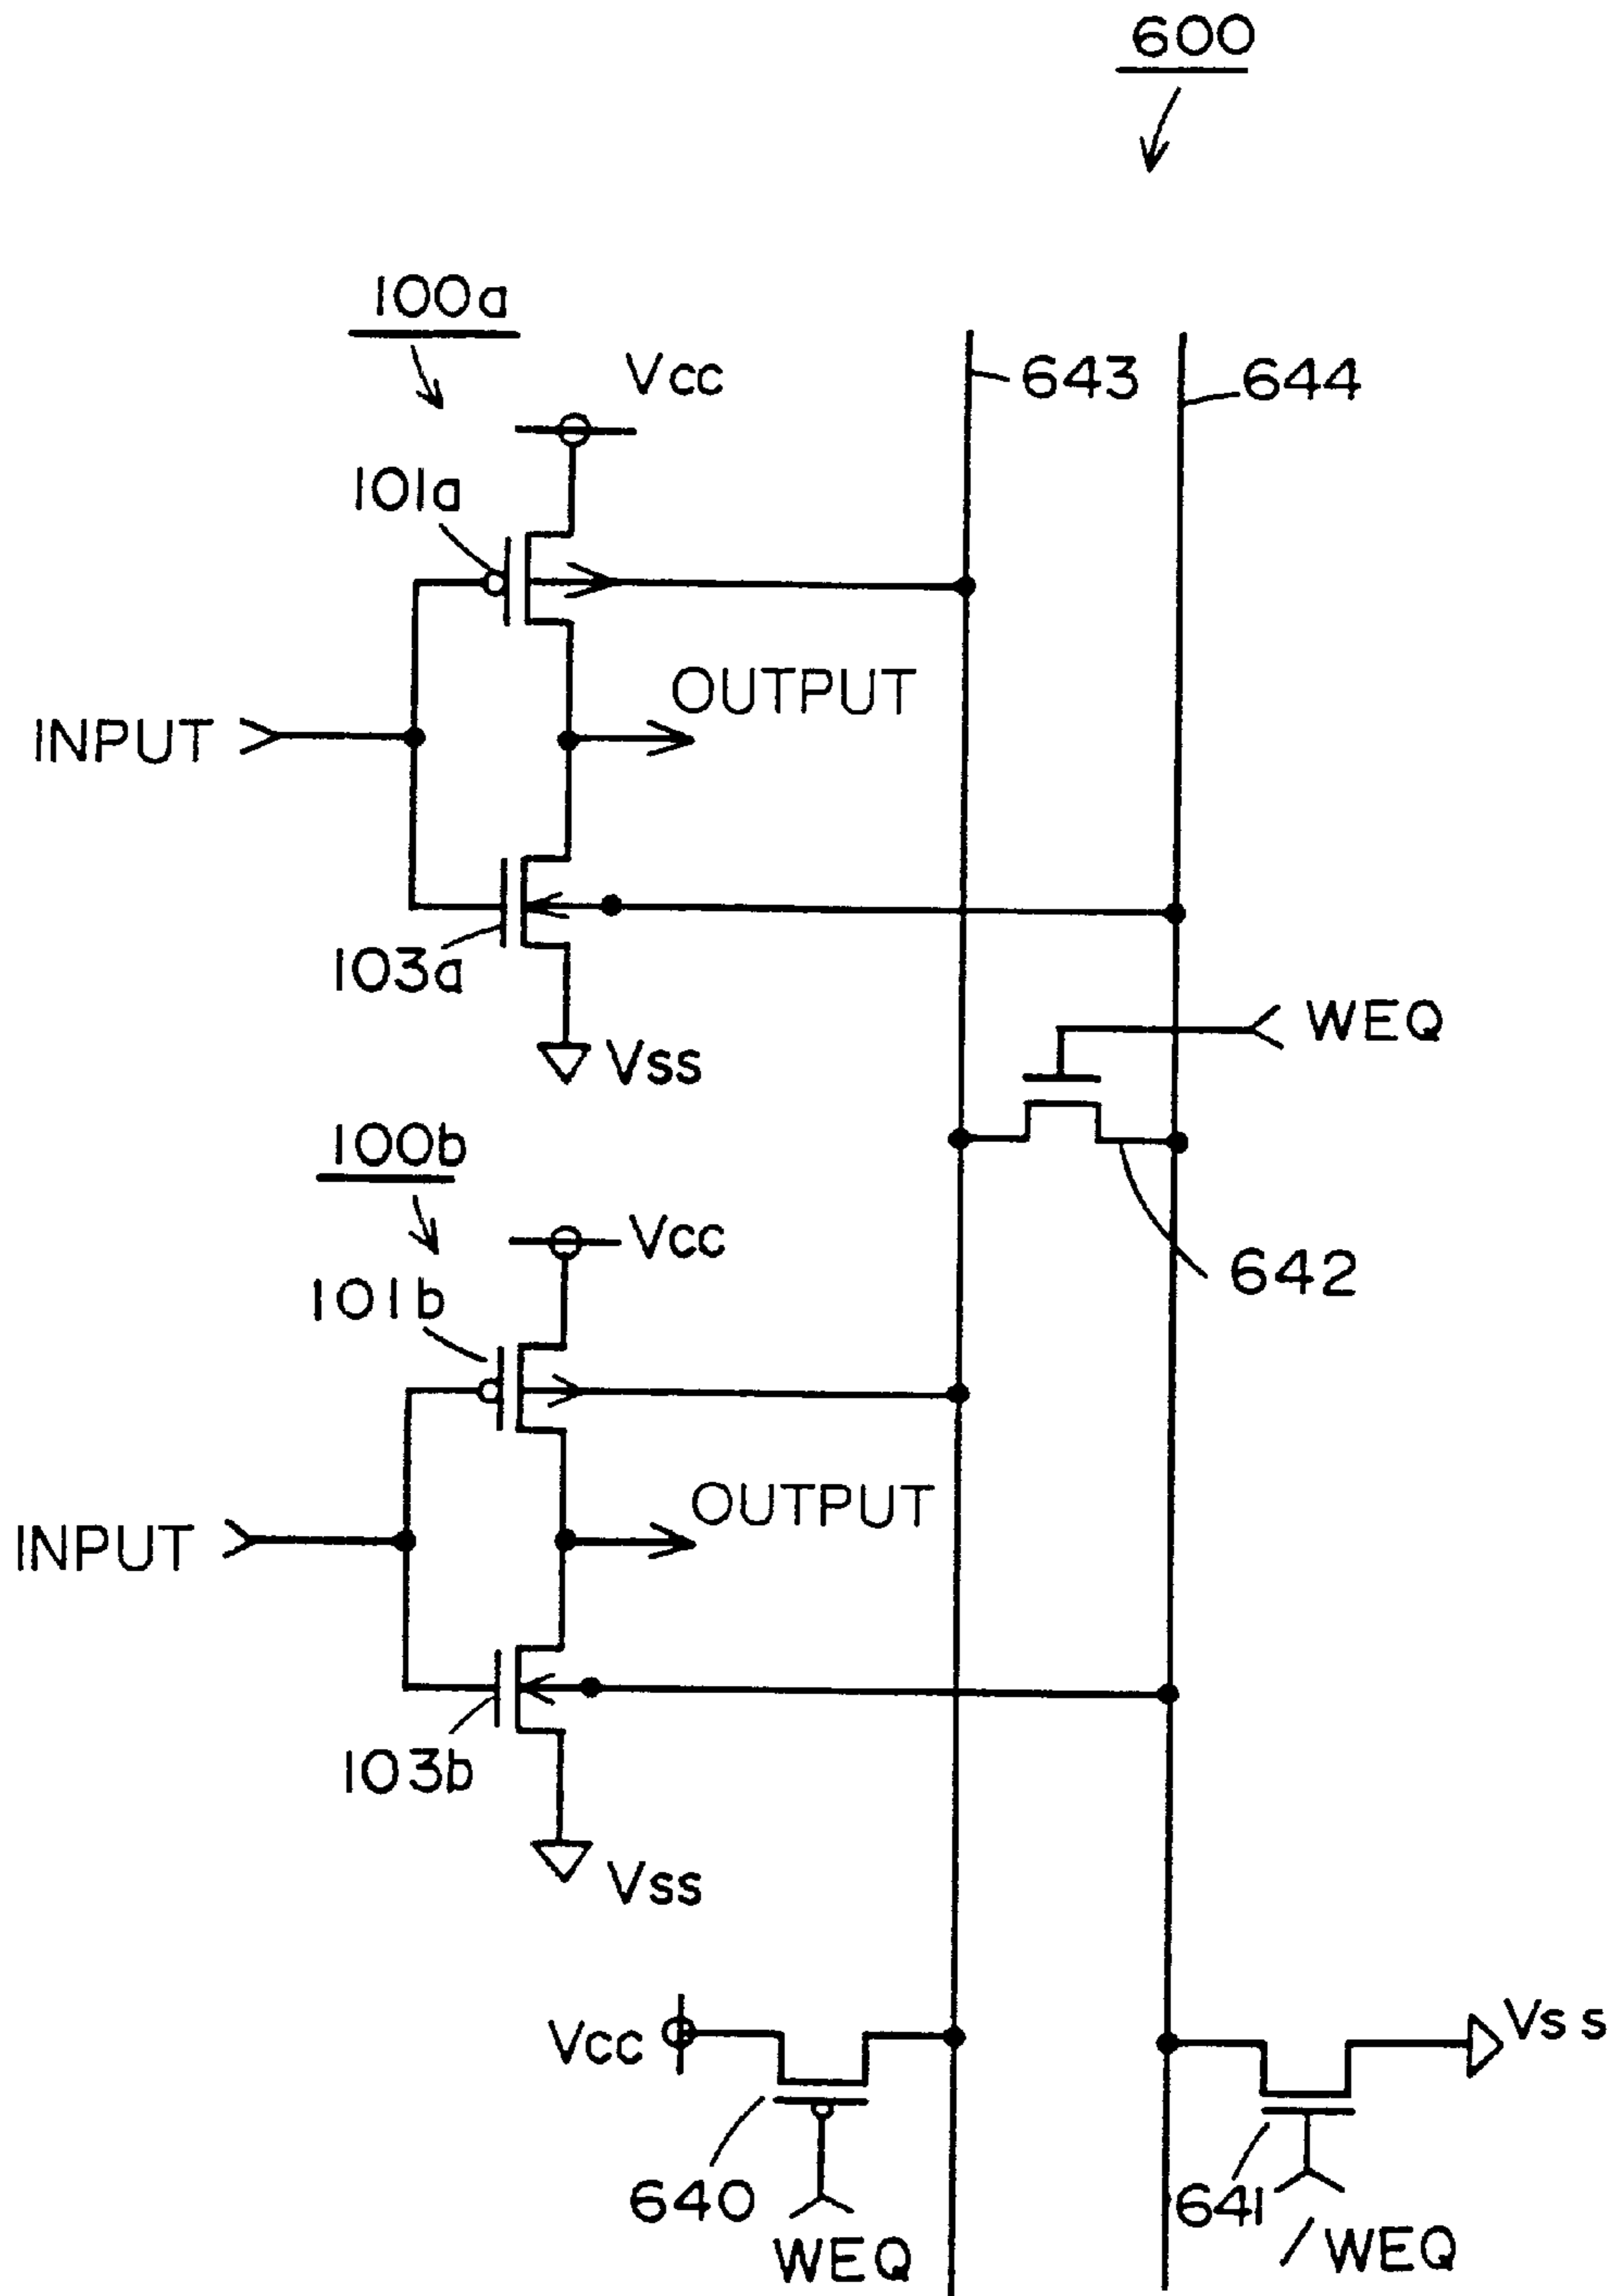 600
100a
Vcc
643
644
101a
OUTPUT
INPUT
103a
WEQ
Vss
100b
Vcc
642
101b
OUTPUT
INPUT
103b
Vss
Vss
Vcc
640
641
WEQ
/WEQ